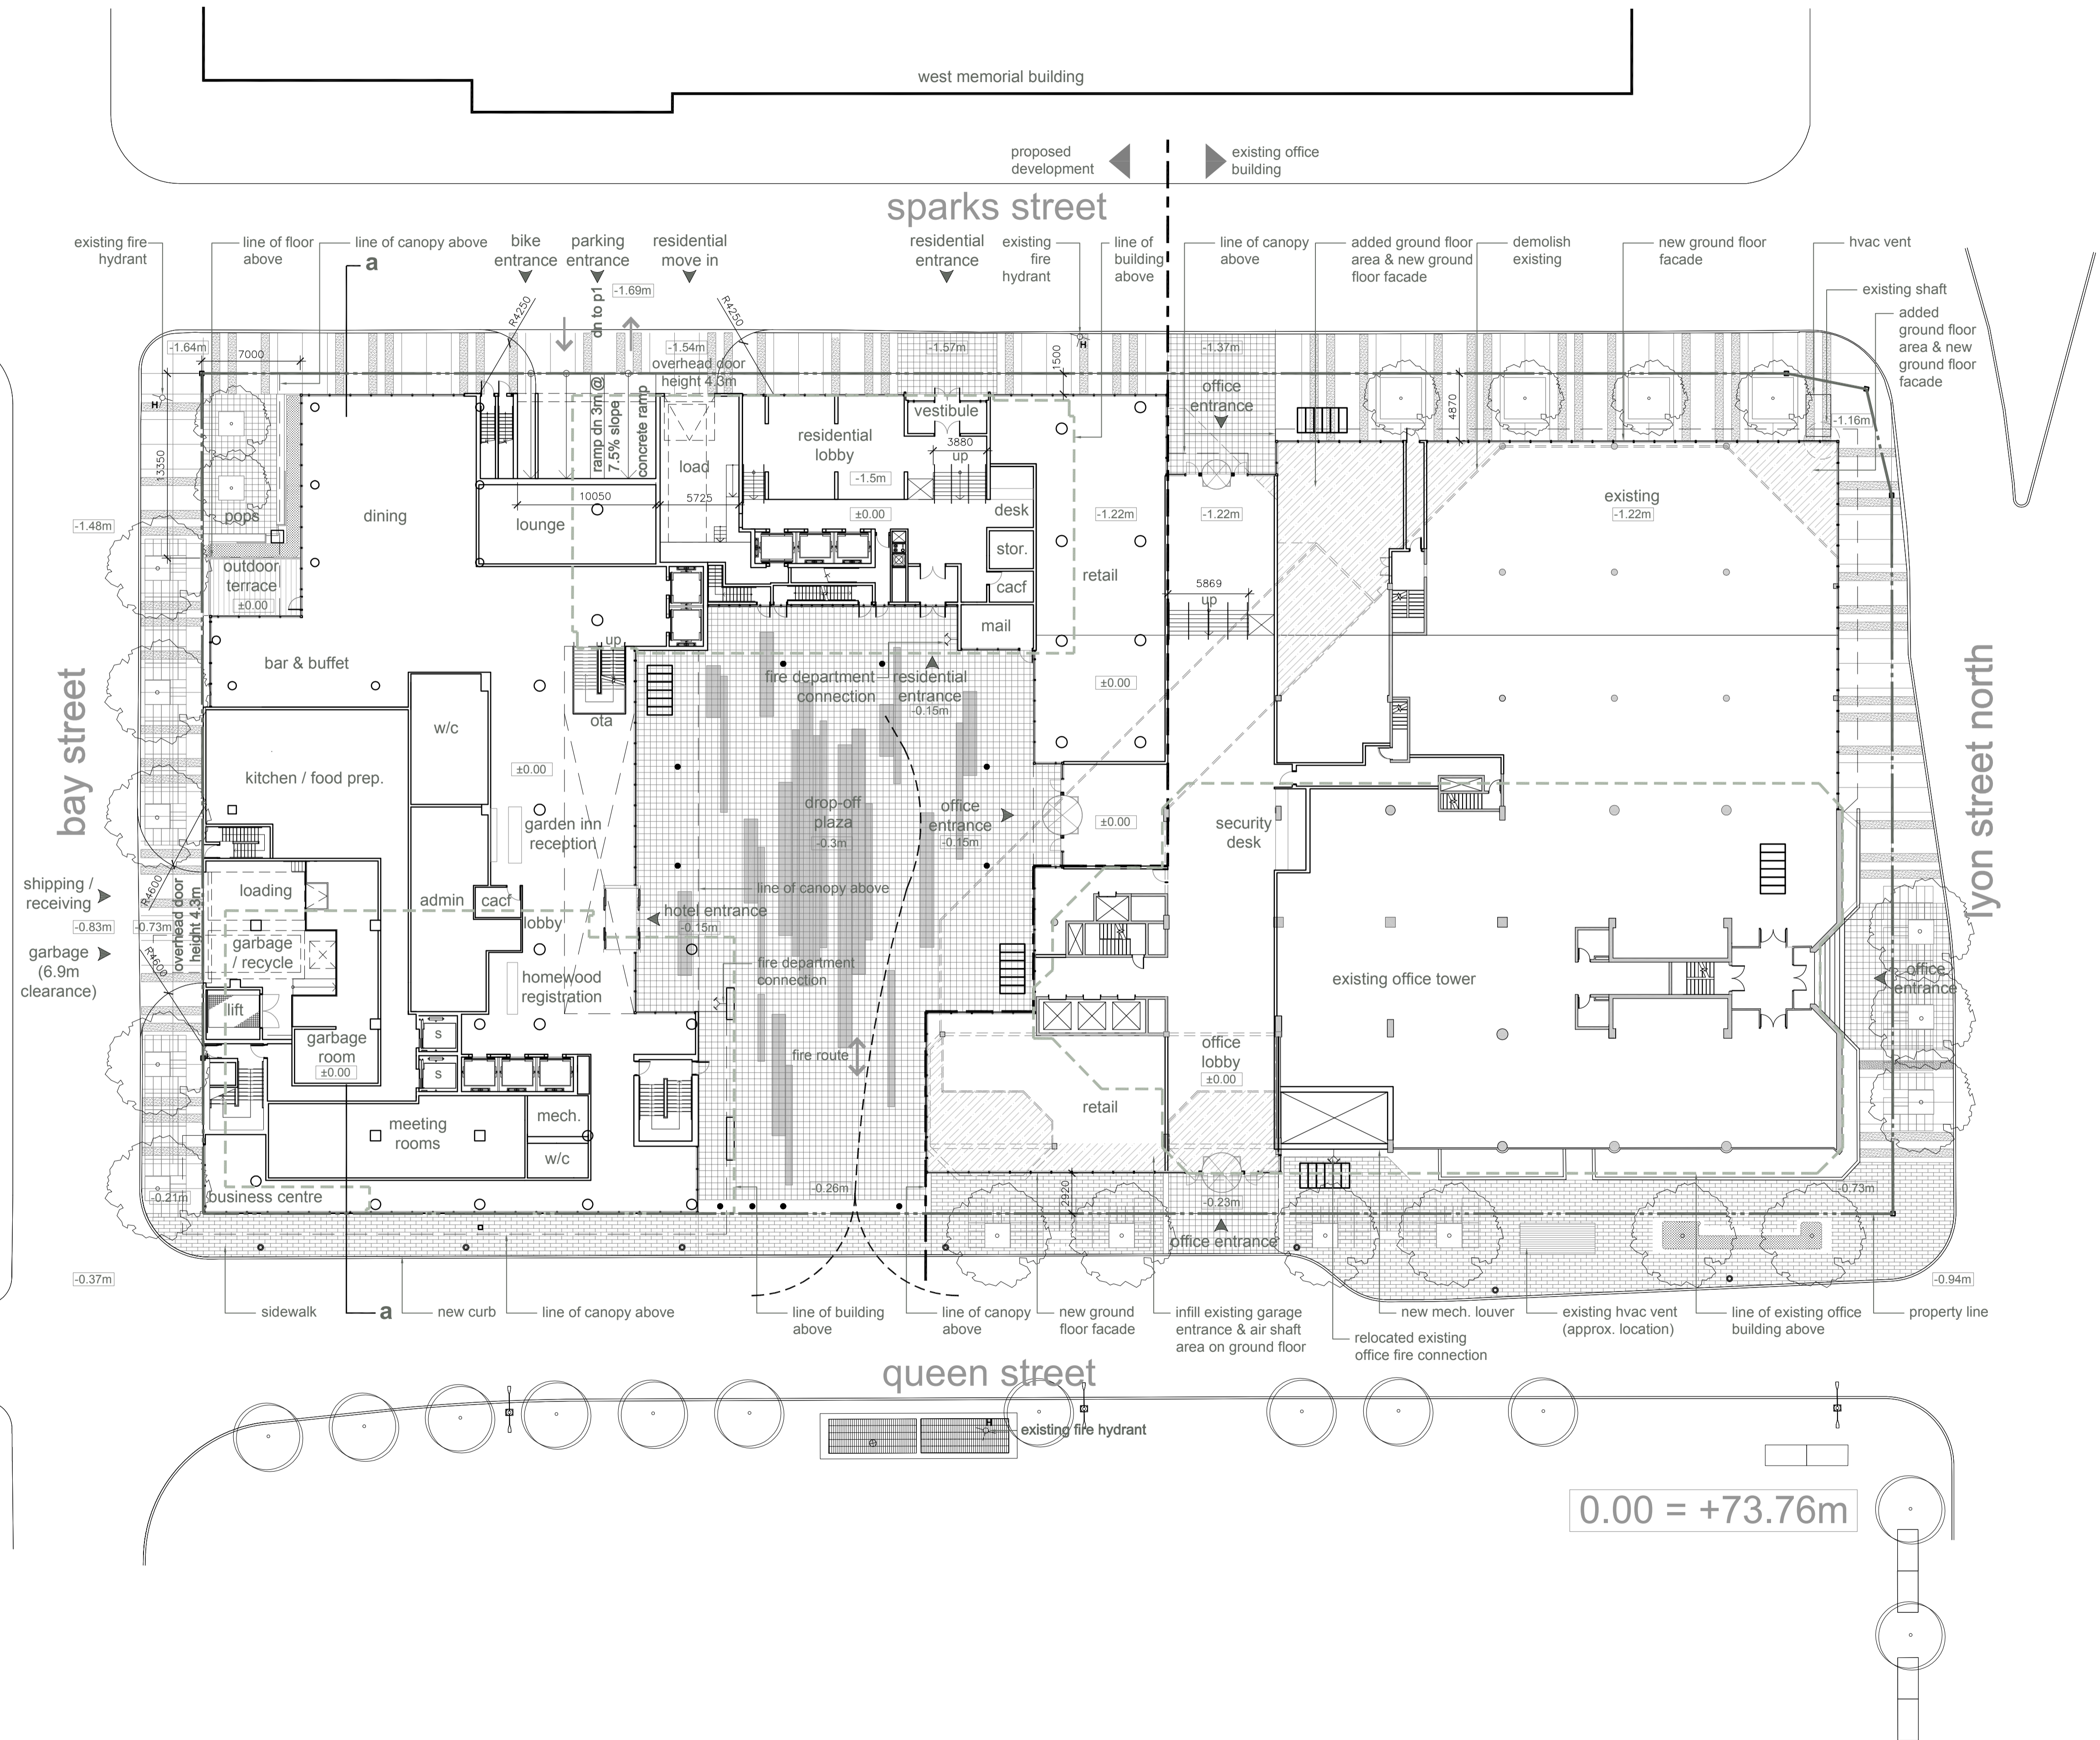 west memorial building
proposed
development
existing office
building
sparks street
existing fire
hydrant
line of floor
above
line of canopy above
a
bike
entrance
parking
entrance
residential
move in
residential
entrance
existing
fire
hydrant
line of
building
above
line of canopy
above
added ground floor
area & new ground
floor facade
demolish
existing
new ground floor
facade
hvac vent
existing shaft
added
ground floor
area & new
ground floor
facade
-1.69m
dn to p1
R4250
R4250
-1.64m
7000
-1.54m
overhead door
height 4.3m
-1.57m
1500
-1.37m
H
H
office
entrance
4870
-1.16m
13350
ramp dn 3m @
7.5% slope
concrete ramp
load
residential
lobby
vestibule
3880
up
-1.5m
existing
-1.22m
pops
dining
lounge
10050
5725
±0.00
desk
-1.22m
-1.22m
-1.48m
stor.
cacf
retail
outdoor
terrace
±0.00
5869
up
mail
up
bar & buffet
fire department
connection
residential
entrance
-0.15m
±0.00
ota
w/c
bay street
lyon street north
kitchen / food prep.
±0.00
garden inn
reception
drop-off
plaza
-0.3m
office
entrance
-0.15m
±0.00
security
desk
shipping /
receiving
-0.83m
-0.73m
garbage
(6.9m
clearance)
R4600
R4600
overhead door
height 4.3m
loading
garbage
/ recycle
admin
cacf
lobby
line of canopy above
hotel entrance
-0.15m
fire department
connection
homewood
registration
existing office tower
office
entrance
lift
garbage
room
±0.00
s
s
fire route
office
lobby
±0.00
retail
meeting
rooms
mech.
w/c
business centre
-0.21m
-0.26m
2920
-0.23m
office entrance
-0.73m
-0.37m
-0.94m
sidewalk
a
new curb
line of canopy above
line of building
above
line of canopy
above
new ground
floor facade
infill existing garage
entrance & air shaft
area on ground floor
new mech. louver
relocated existing
office fire connection
existing hvac vent
(approx. location)
line of existing office
building above
property line
queen street
H
existing fire hydrant
0.00 = +73.76m